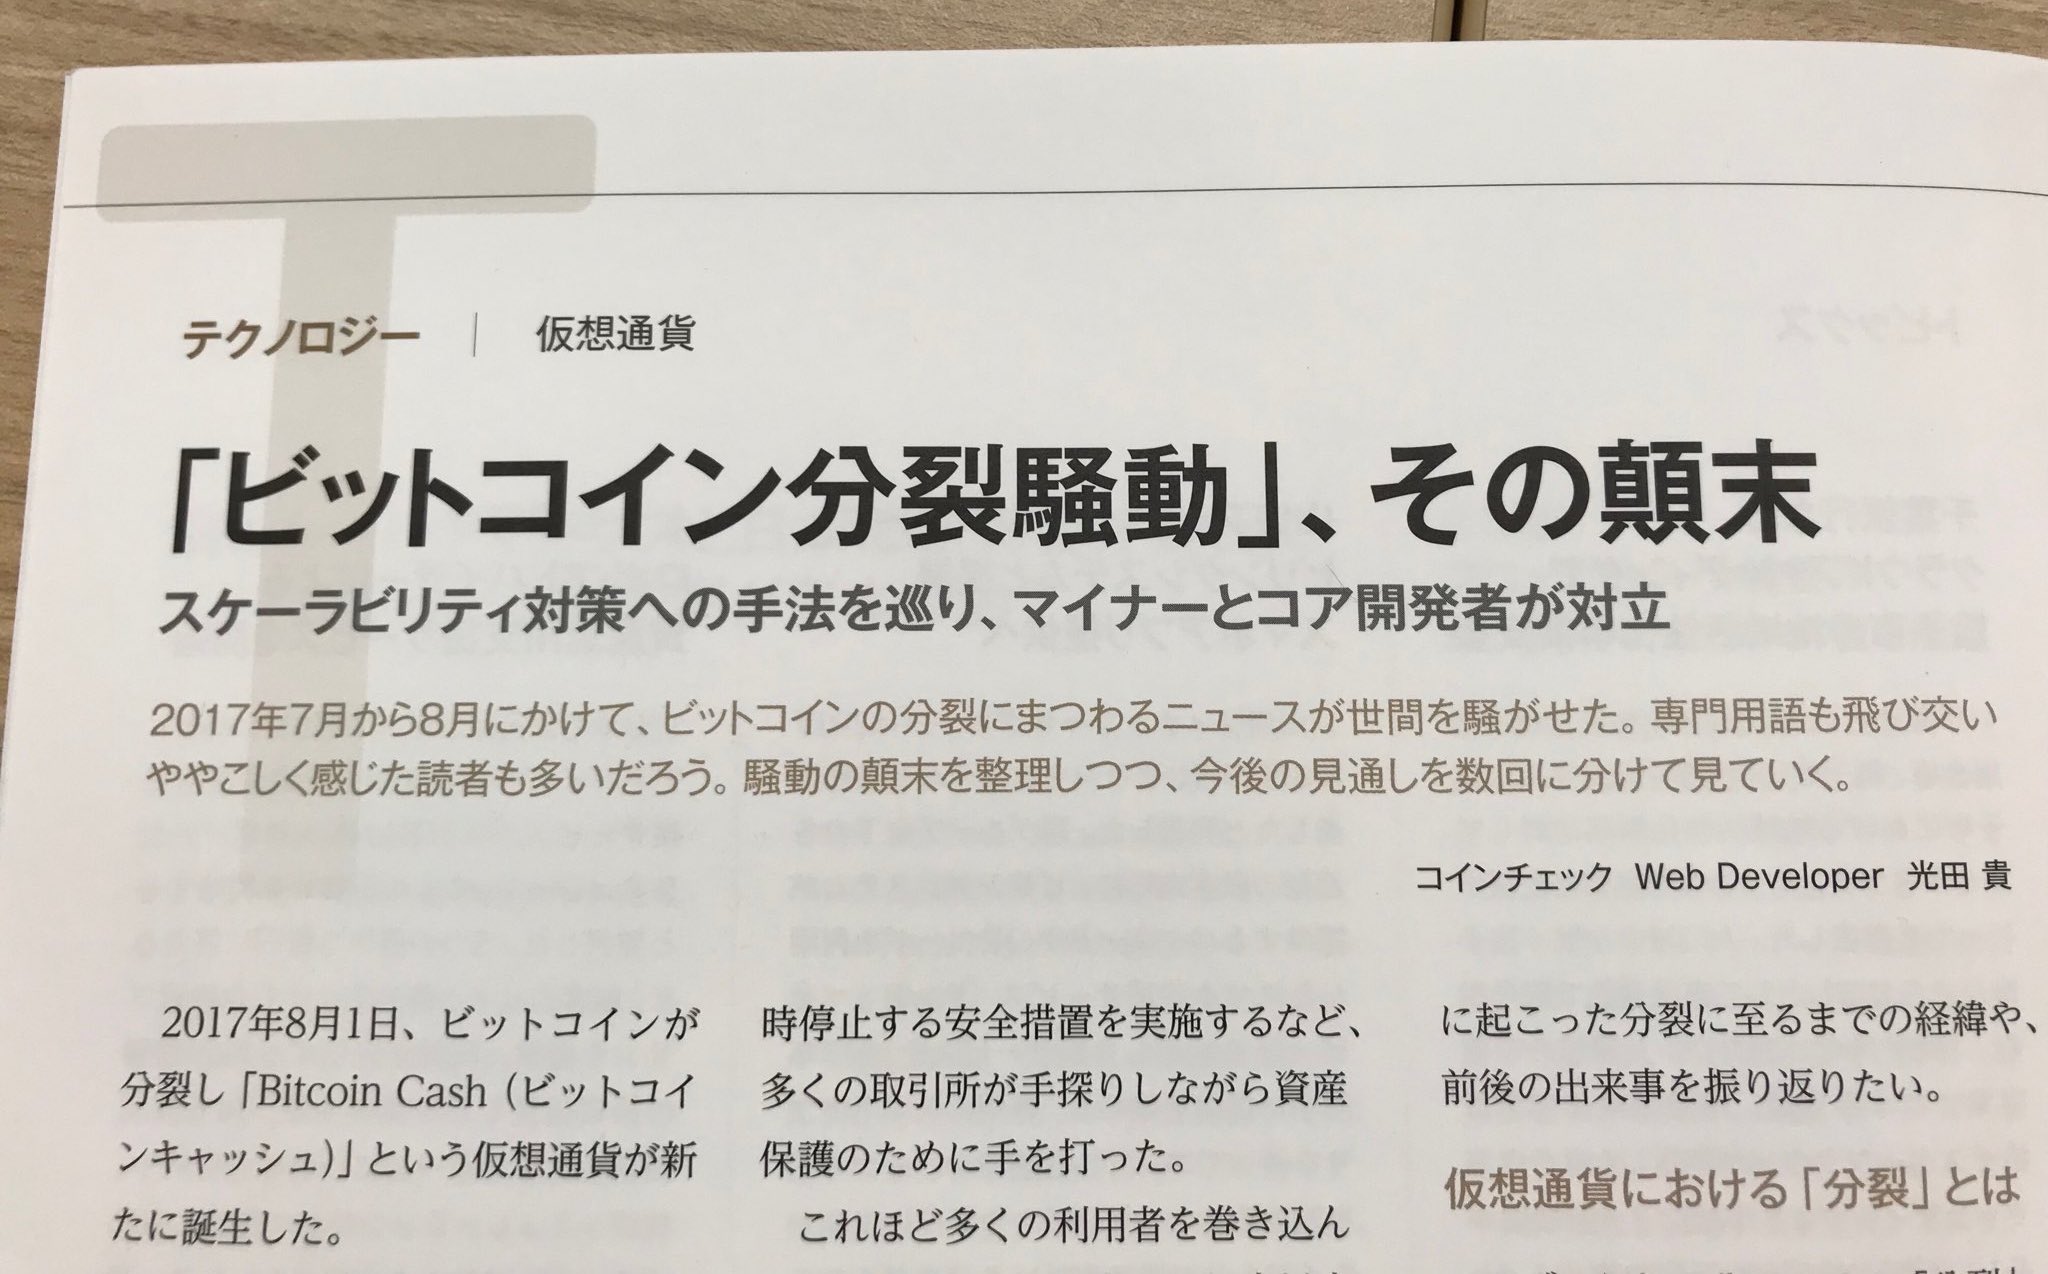 テクノロジー | 仮想通貨
「ビットコイン分裂騒動」、その顛末
スケーラビリティ対策への手法を巡り、マイナーとコア開発者が対立
2017年7月から8月にかけて、ビットコインの分裂にまつわるニュースが世間を騒がせた。専門用語も飛び交い
ややこしく感じた読者も多いだろう。騒動の顛末を整理しつつ、今後の見通しを数回に分けて見ていく。
コインチェック Web Developer 光田 貴
2017年8月1日、ビットコインが
分裂し「Bitcoin Cash（ビットコイ
ンキャッシュ）」という仮想通貨が新
たに誕生した。
時停止する安全措置を実施するなど、
多くの取引所が手探りしながら資産
保護のために手を打った。
これほど多くの利用者を巻き込ん
に起こった分裂に至るまでの経緯や、
前後の出来事を振り返りたい。
仮想通貨における「分裂」とは